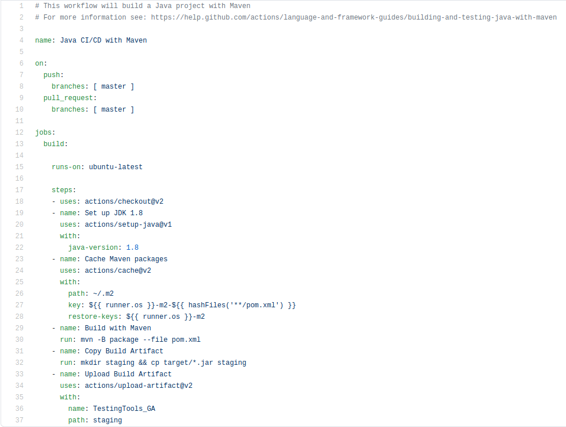 1 # This workflow will build a Java project with Maven
2 # For more information see: https://help.github.com/actions/language-and-framework-guides/building-and-testing-java-with-maven
3
4 name: Java CI/CD with Maven
5
6 on:
7   push:
8     branches: [ master ]
9   pull_request:
10     branches: [ master ]
11
12 jobs:
13   build:
14
15     runs-on: ubuntu-latest
16
17     steps:
18     - uses: actions/checkout@v2
19     - name: Set up JDK 1.8
20       uses: actions/setup-java@v1
21       with:
22         java-version: 1.8
23     - name: Cache Maven packages
24       uses: actions/cache@v2
25       with:
26         path: ~/.m2
27         key: ${{ runner.os }}-m2-${{ hashFiles('**/pom.xml') }}
28         restore-keys: ${{ runner.os }}-m2
29     - name: Build with Maven
30       run: mvn -B package --file pom.xml
31     - name: Copy Build Artifact
32       run: mkdir staging && cp target/*.jar staging
33     - name: Upload Build Artifact
34       uses: actions/upload-artifact@v2
35       with:
36         name: TestingTools_GA
37         path: staging